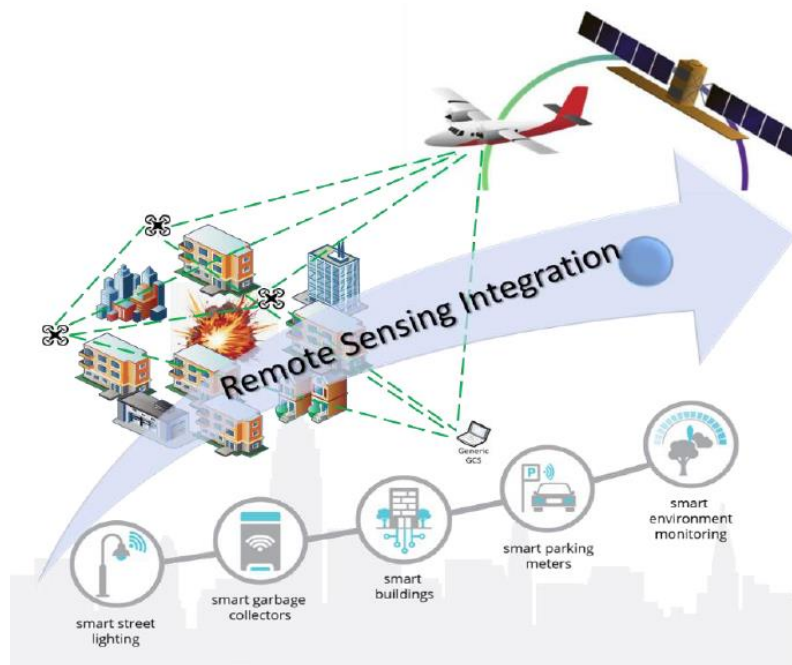 Remote Sensing Integration
Generic
GCS
P
smart street
lighting
smart garbage
collectors
smart
buildings
smart parking
meters
smart
environment
monitoring